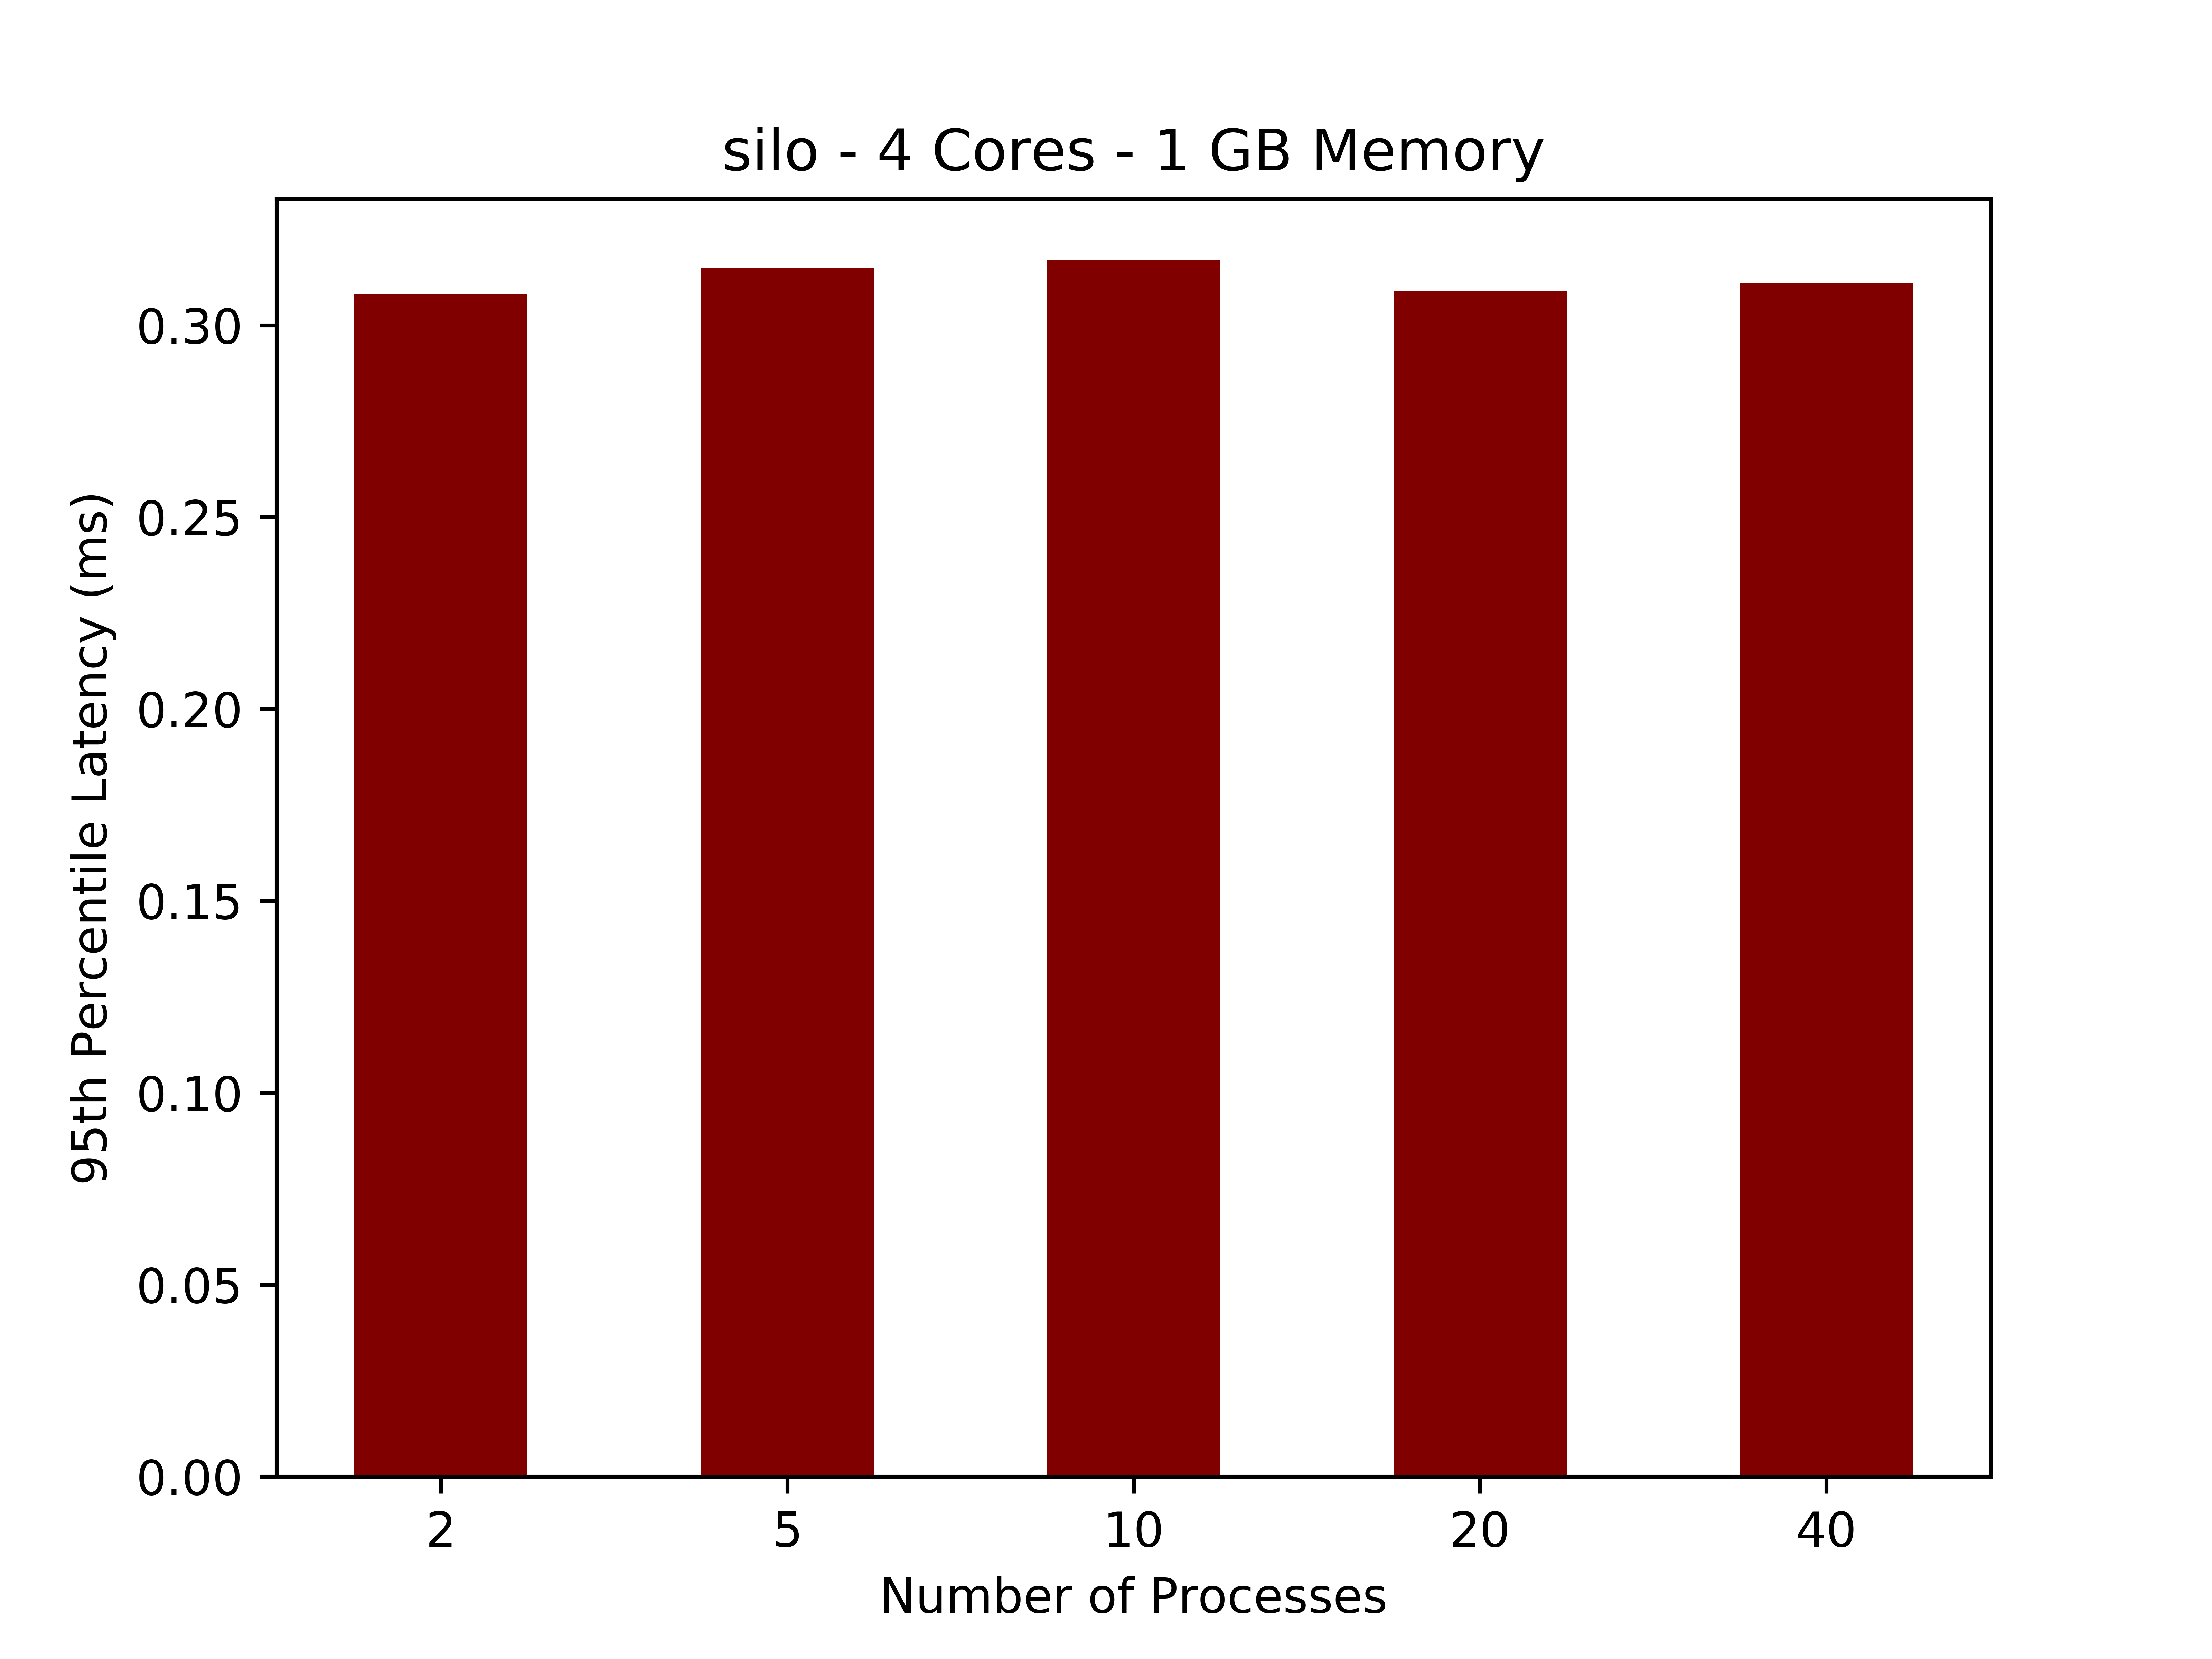 silo - 4 Cores - 1 GB Memory
95th Percentile Latency (ms)
0.30
0.25
0.20
0.15
0.10
0.05
0.00
2 5 10 20 40
Number of Processes